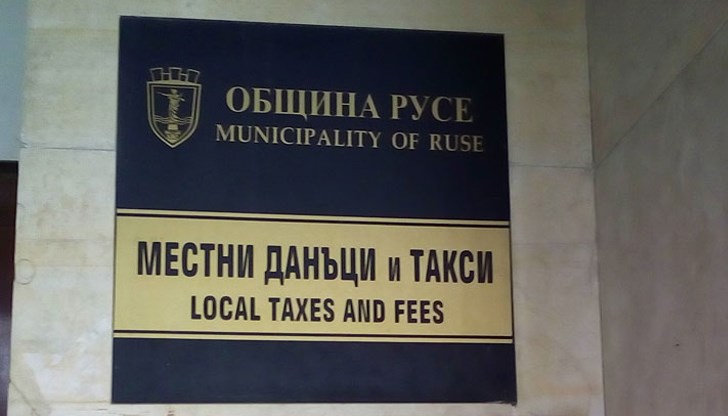 ОБЩИНА РУСЕ
MUNICIPALITY OF RUSE
МЕСТНИ ДАНЪЦИ и ТАКСИ
LOCAL TAXES AND FEES